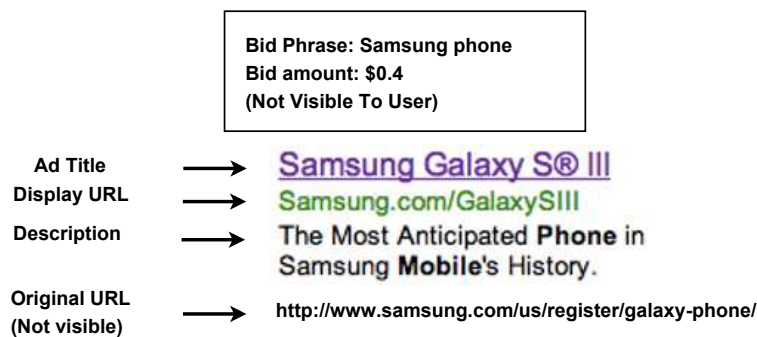 Bid Phrase: Samsung phone
Bid amount: $0.4
(Not Visible To User)
Ad Title
Samsung Galaxy S® III
Display URL
Samsung.com/GalaxySIII
Description
The Most Anticipated Phone in
Samsung Mobile's History.
Original URL
(Not visible)
http://www.samsung.com/us/register/galaxy-phone/